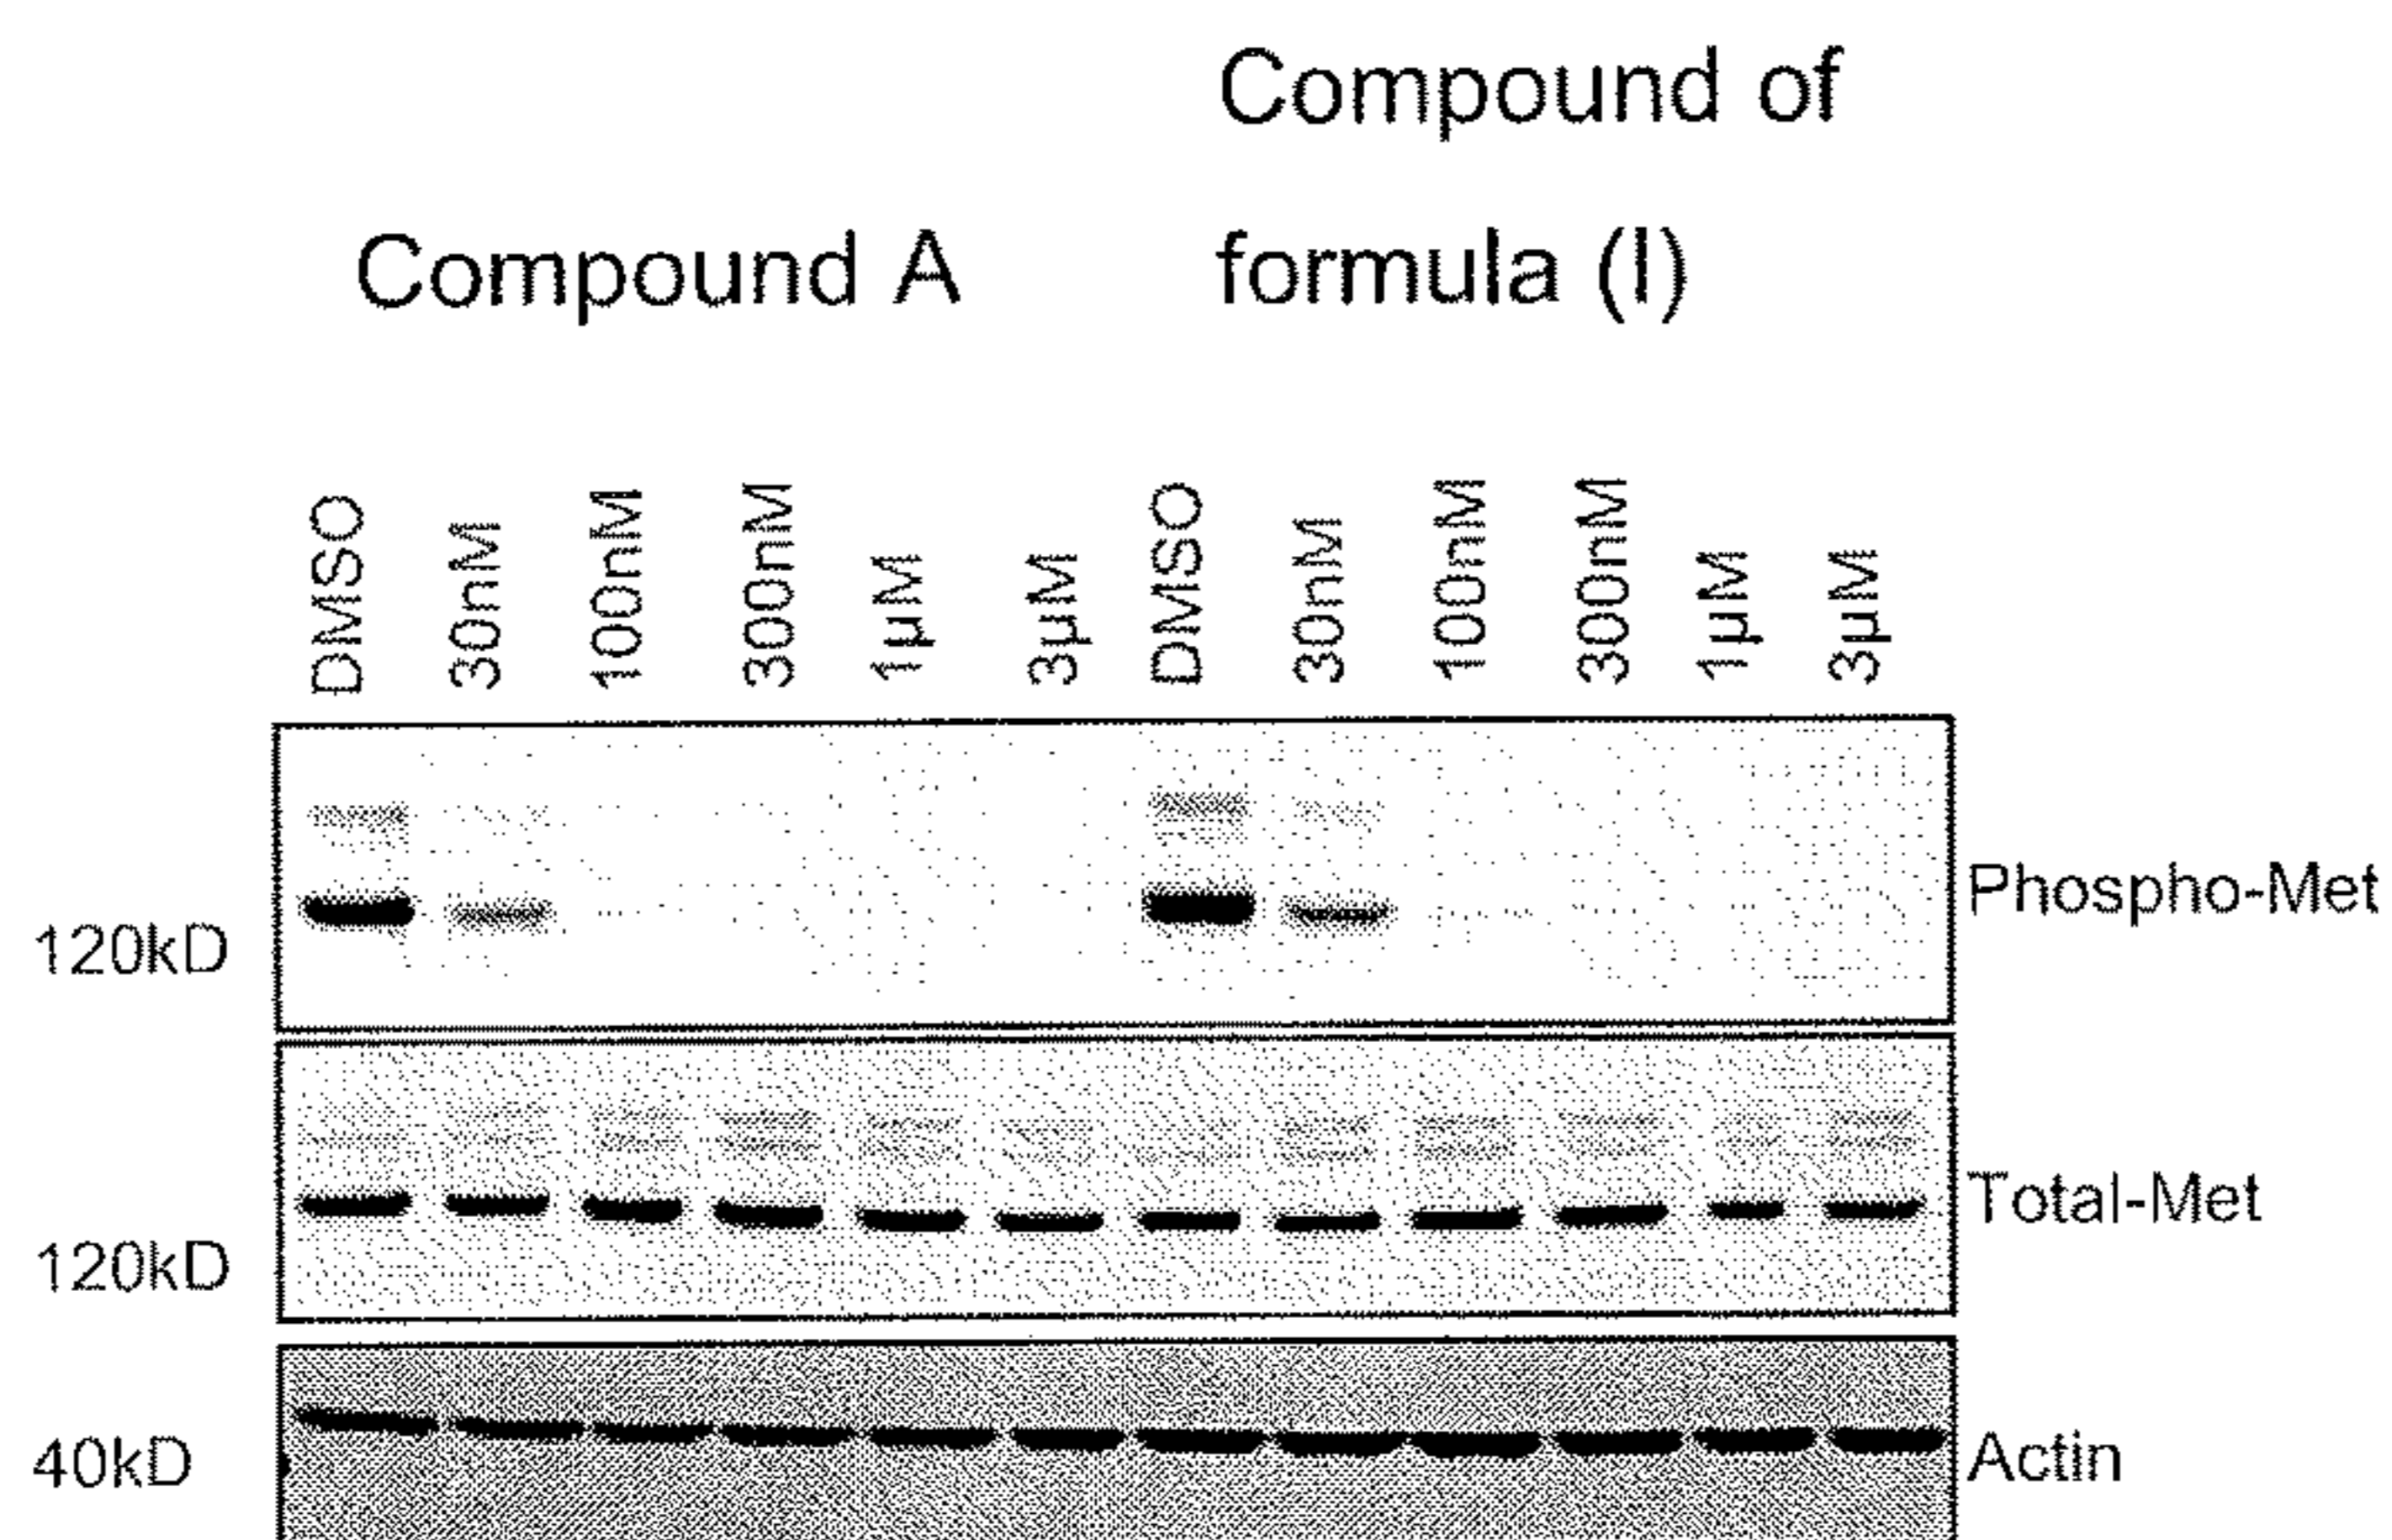 Compound of
Compound A formula (I)
DMSO 30nM 100nM 300nM 1µM 3µM DMSO 30nM 100nM 300nM 1µM 3µM
120kD Phospho-Met
120kD Total-Met
40kD Actin